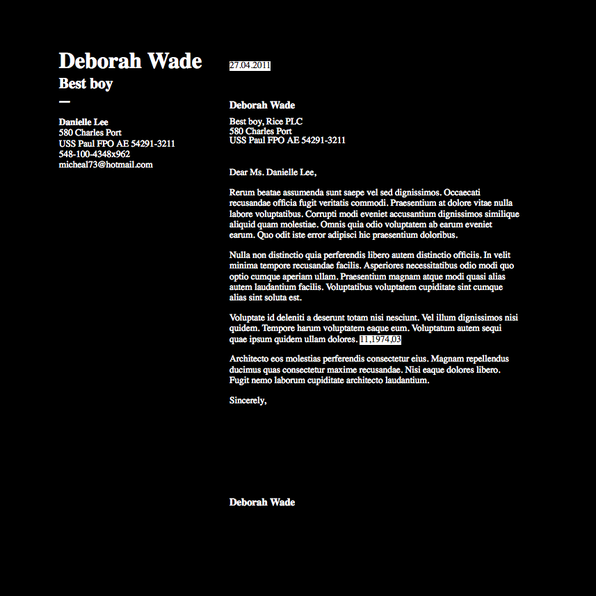 Deborah Wade
Best boy
Danielle Lee
580 Charles Port
USS Paul FPO AE 54291-3211
548-100-4348x962
micheal73@hotmail.com
27.04.2011
Deborah Wade
Best boy, Rice PLC
580 Charles Port
USS Paul FPO AE 54291-3211
Dear Ms. Danielle Lee,
Rerum beatae assumenda sunt saepe vel sed dignissimos. Occaecati
recusandae officia fugit veritatis commodi. Praesentium at dolore vitae nulla
labore voluptatibus. Corrupti modi eveniet accusantium dignissimos similique
aliquid quam molestiae. Omnis quia odio voluptatem ab earum eveniet
earum. Quo odit iste error adipisci hic praesentium doloribus.
Nulla non distinctio quia perferendis libero autem distinctio officiis. In velit
minima tempore recusandae facilis. Asperiores necessitatibus odio modi quo
optio cumque aperiam ullam. Praesentium magnam atque modi quasi alias
autem laudantium facilis. Voluptatibus voluptatem cupiditate sint cumque
alias sint soluta est.
Voluptate id deleniti a deserunt totam nisi nesciunt. Vel illum dignissimos nisi
quidem. Tempore harum voluptatem eaque eum. Voluptatum autem sequi
quae ipsum quidem ullam dolores. 11,1974.03
Architecto eos molestias perferendis consectetur eius. Magnam repellendus
ducimus quas consectetur maxime recusandae. Nisi eaque dolores libero.
Fugit nemo laborum cupiditate architecto laudantium.
Sincerely,
Deborah Wade